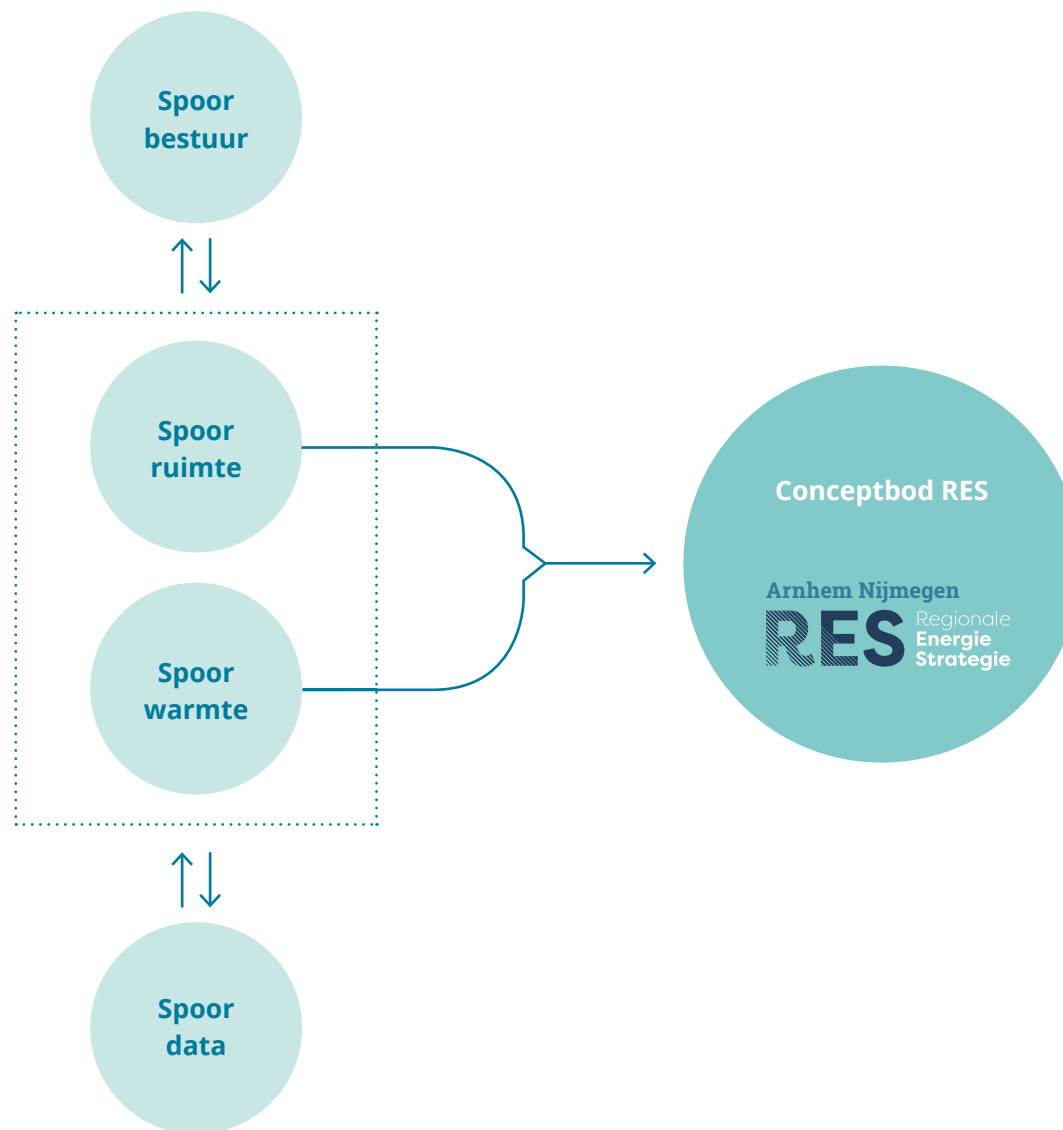 Spoor
bestuur
Spoor
ruimte
Spoor
warmte
Spoor
data
Conceptbod RES
Arnhem Nijmegen
RES
Regionale
Energie
Strategie